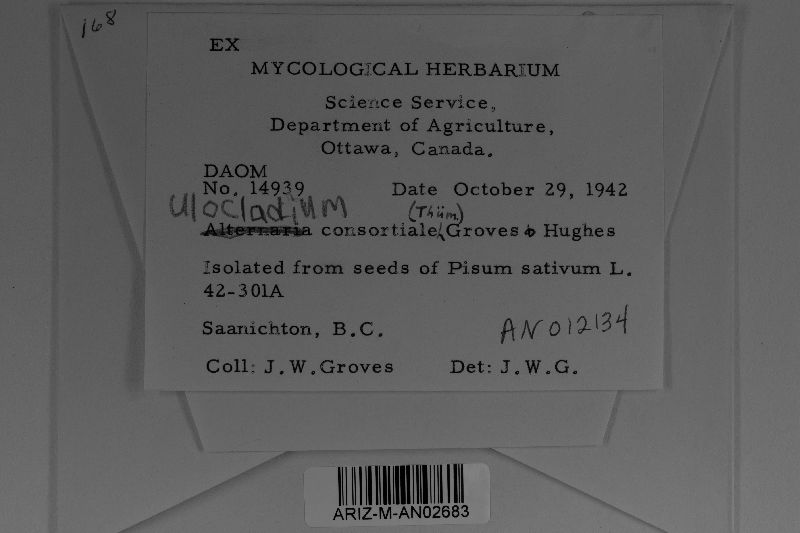 168
EX
MYCOLOGICAL HERBARIUM
Science Service,
Department of Agriculture,
Ottawa, Canada.
DAOM
No. 14939 Date October 29, 1942
Ulocladium (Thüm.)
Alternaria consortiale Groves & Hughes
Isolated from seeds of Pisum sativum L.
42-301A
Saanichton, B.C. AN012134
Coll: J.W.Groves Det: J.W.G.
ARIZ-M-AN02683